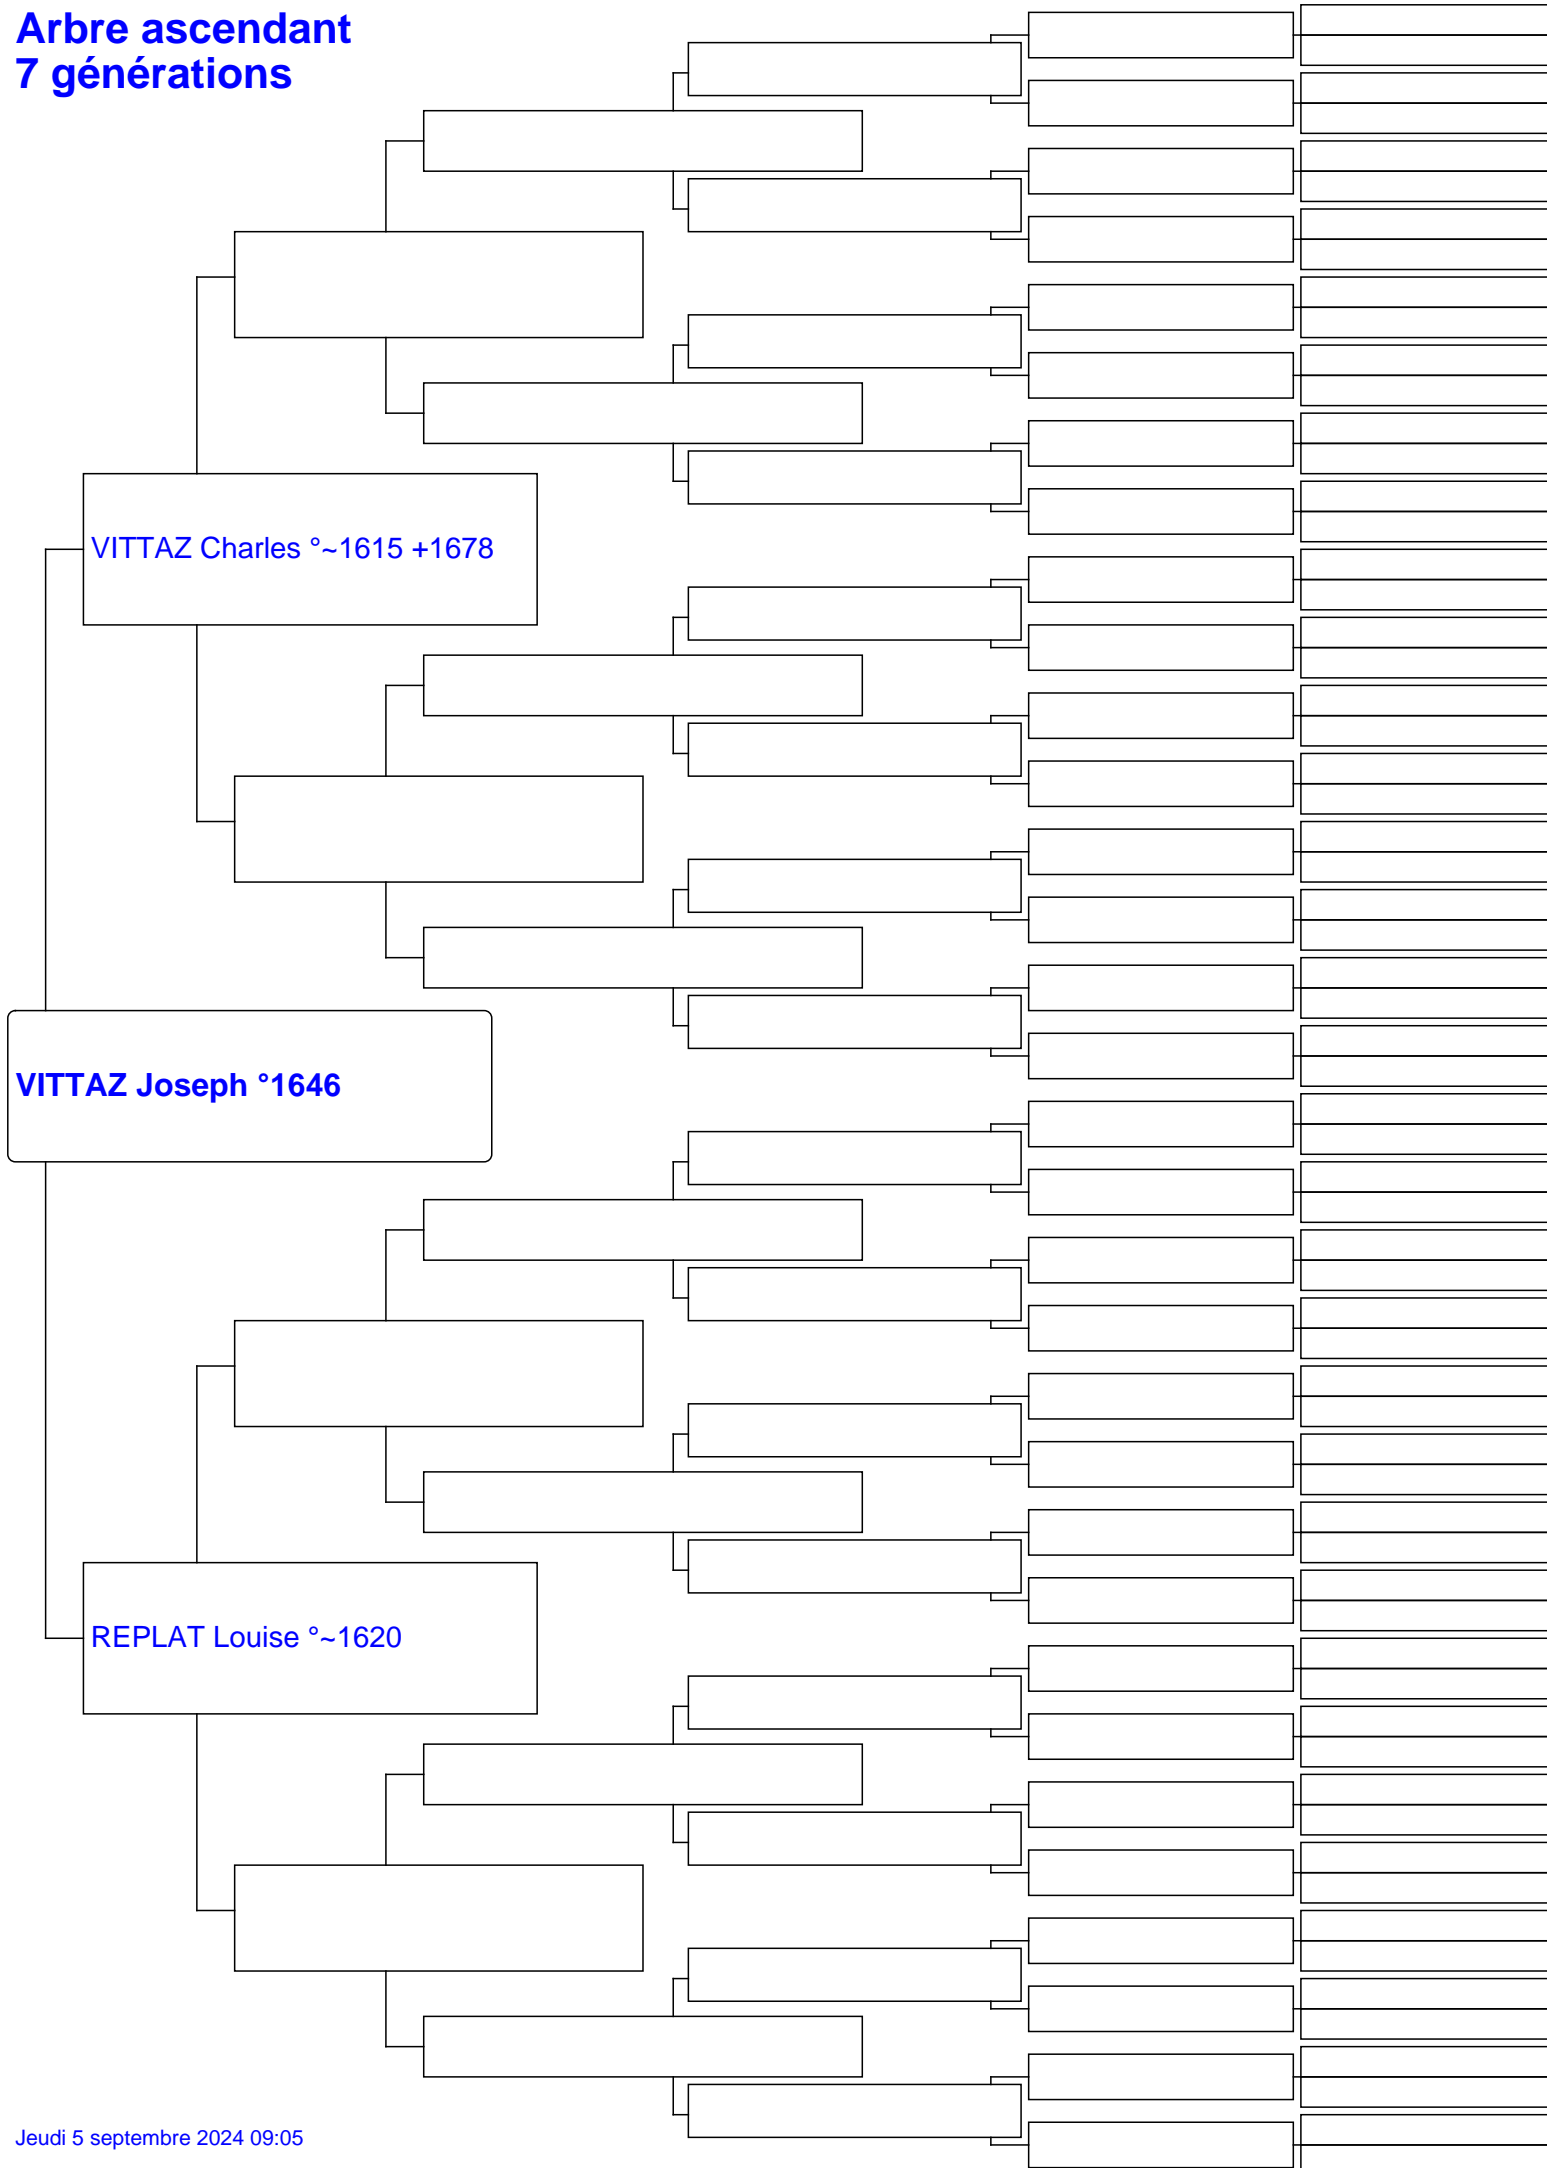 Arbre ascendant
7 générations
VITTAZ Charles °~1615 +1678
VITTAZ Joseph °1646
REPLAT Louise °~1620
Jeudi 5 septembre 2024 09:05